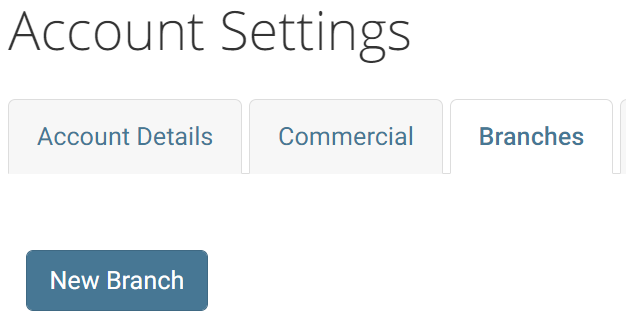 Account Settings
Account Details Commercial Branches
New Branch